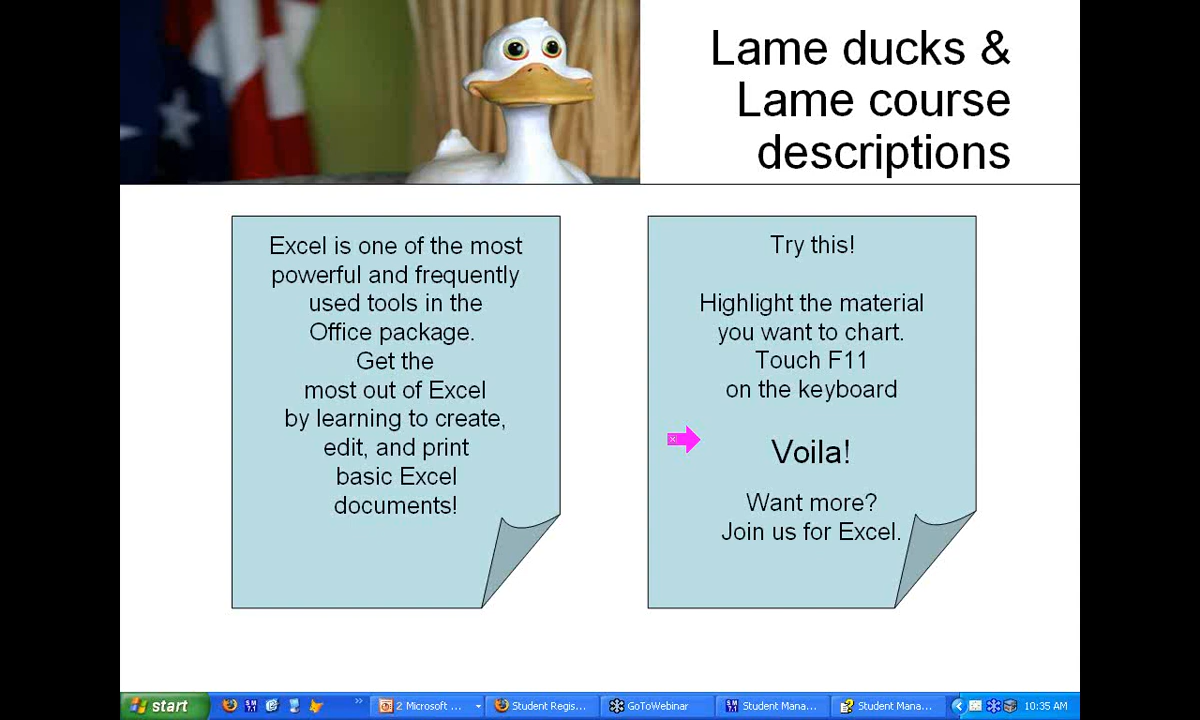 Lame ducks &
Lame course
descriptions
Excel is one of the most
powerful and frequently
used tools in the
Office package.
Get the
most out of Excel
by learning to create,
edit, and print
basic Excel
documents!
Try this!
Highlight the material
you want to chart.
Touch F11
on the keyboard
Voila!
Want more?
Join us for Excel.
start
2 Microsoft ...
Student Regis...
GoToWebinar
Student Mana...
Student Mana...
10:35 AM